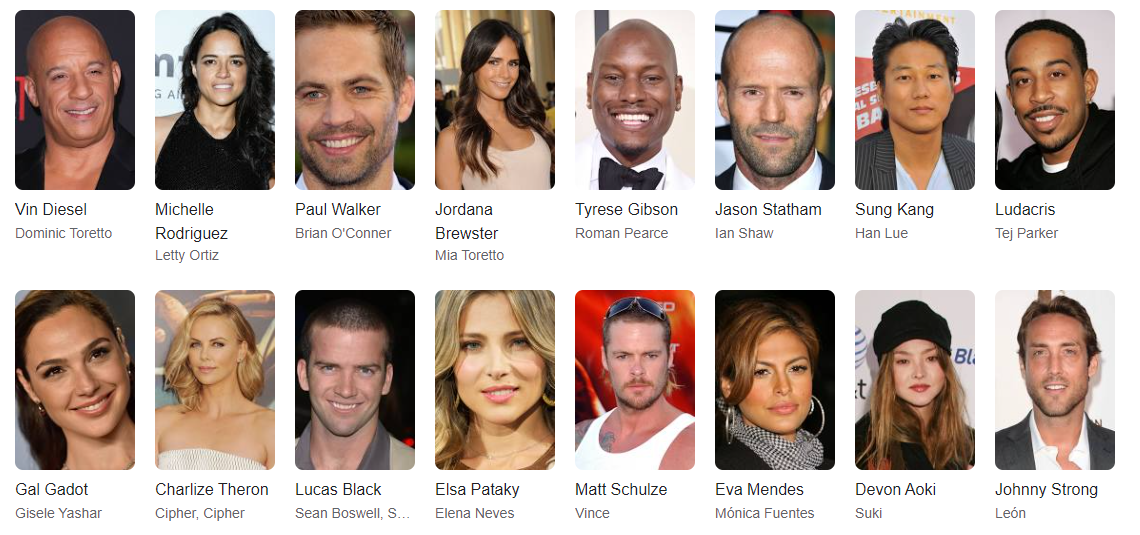 Vin Diesel
Dominic Toretto
Michelle
Rodriguez
Letty Ortiz
Paul Walker
Brian O'Conner
Jordana
Brewster
Mia Toretto
Tyrese Gibson
Roman Pearce
Jason Statham
Ian Shaw
Sung Kang
Han Lue
Ludacris
Tej Parker
Gal Gadot
Gisele Yashar
Charlize Theron
Cipher, Cipher
Lucas Black
Sean Boswell, S…
Elsa Pataky
Elena Neves
Matt Schulze
Vince
Eva Mendes
Mónica Fuentes
Devon Aoki
Suki
Johnny Strong
León